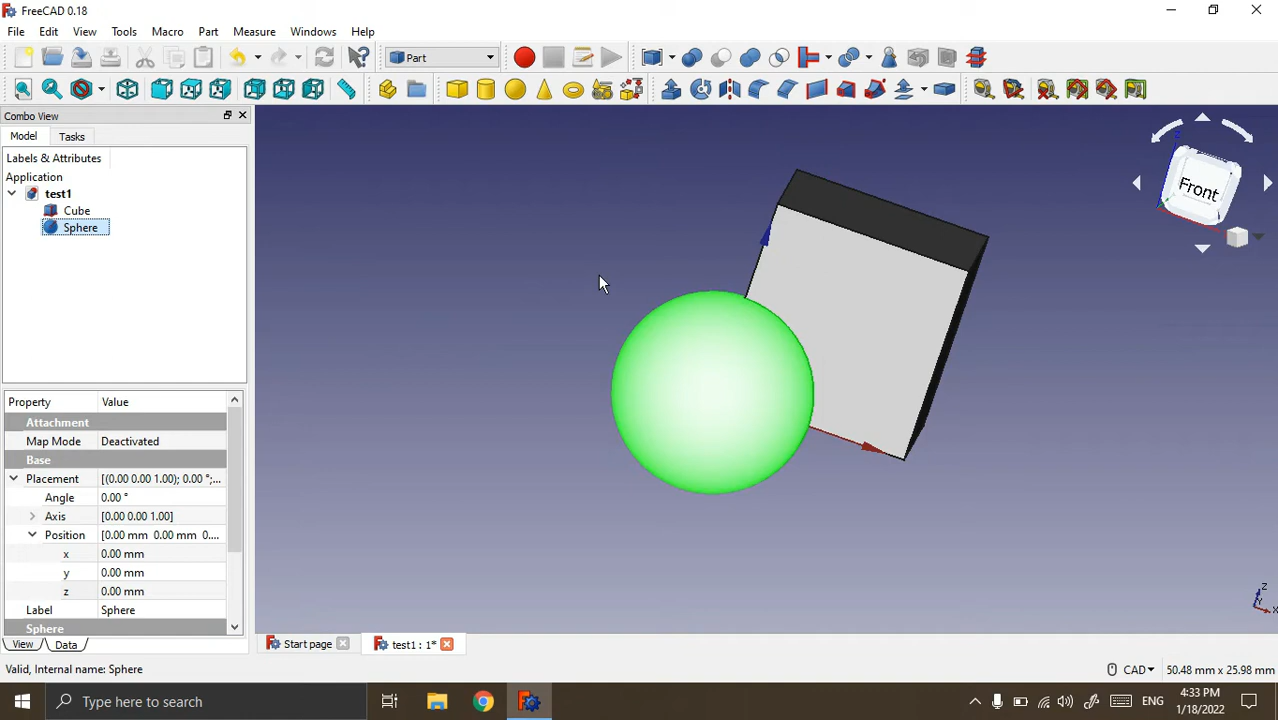 FreeCAD 0.18
File Edit View Tools Macro Part Measure Windows Help
Part
Combo View
Model Tasks
Labels & Attributes
Application
test1
Cube
Sphere
Property Value
Attachment
Map Mode Deactivated
Base
Placement [(0.00 0.00 1.00); 0.00 °;...
Angle 0.00 °
Axis [0.00 0.00 1.00]
Position [0.00 mm 0.00 mm 0....
x 0.00 mm
y 0.00 mm
z 0.00 mm
Label Sphere
Sphere
View Data
Front
z
z
Y
x
Start page
test1 : 1*
Valid, Internal name: Sphere
CAD
50.48 mm x 25.98 mm
Type here to search
ENG
4:33 PM
1/18/2022